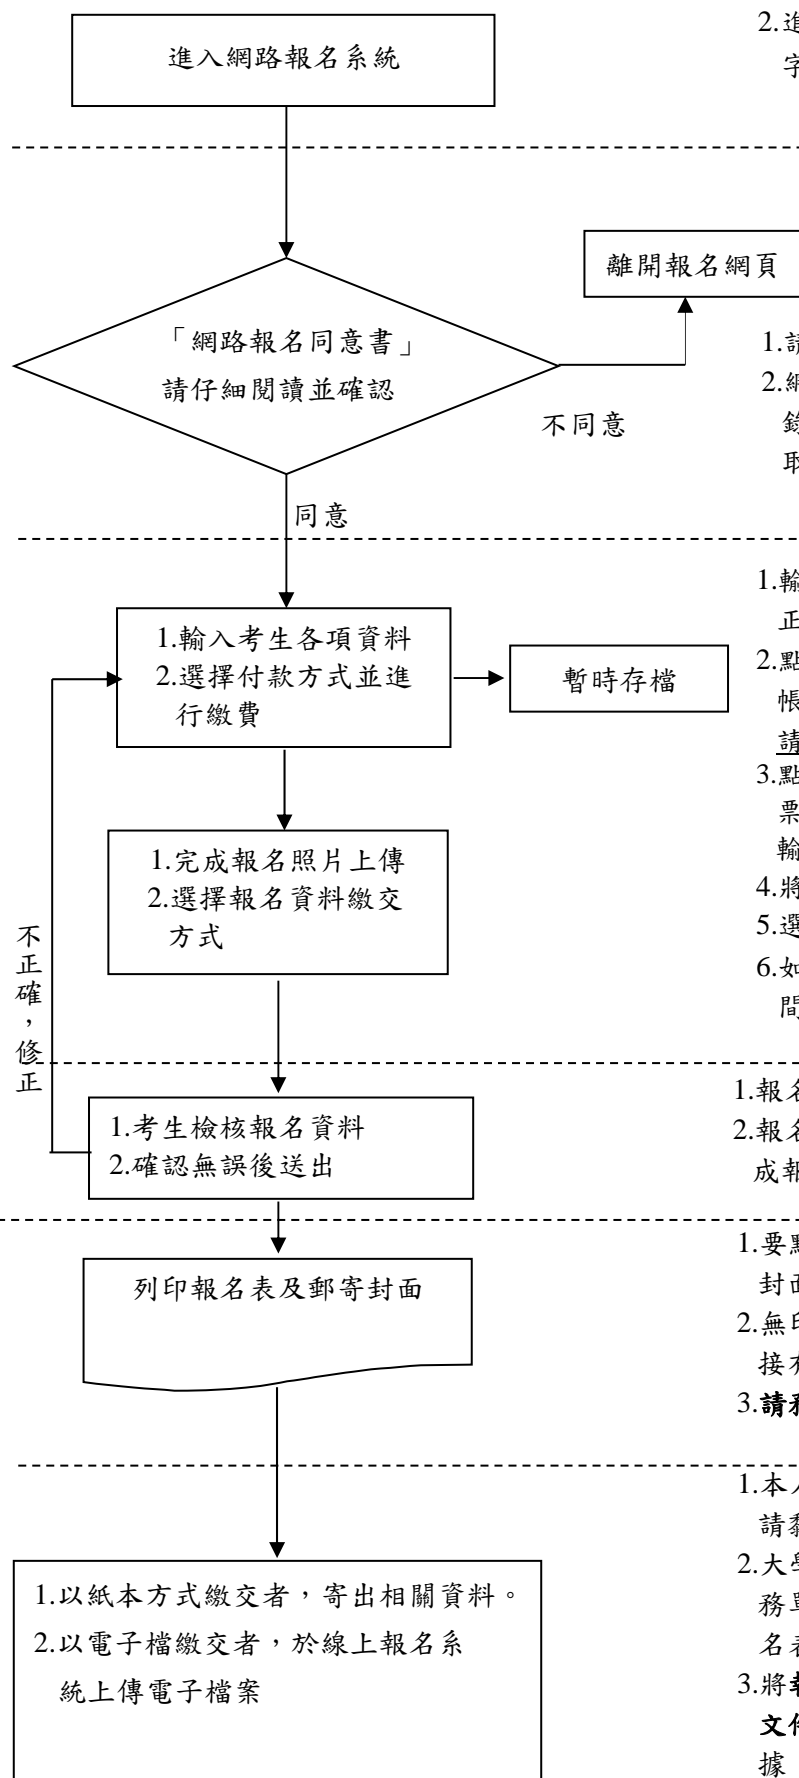 進入網路報名系統
2.進
字
離開報名網頁
「網路報名同意書」
請仔細閱讀並確認
不同意
同意
1.請
2.網
錄
取
1.輸入考生各項資料
2.選擇付款方式並進
行繳費
暫時存檔
1.輸
正
2.點
帳
請
3.點
票
輸
4.將
5.選
6.如
間
1.完成報名照片上傳
2.選擇報名資料繳交
方式
不正確，修正
1.考生檢核報名資料
2.確認無誤後送出
1.報名
2.報名
成報
列印報名表及郵寄封面
1.要點
封面
2.無印
接
3.請務
1.以紙本方式繳交者，寄出相關資料。
2.以電子檔繳交者，於線上報名系
統上傳電子檔案
1.本人
請黏
2.大學
務單
名表
3.將報
文件
據